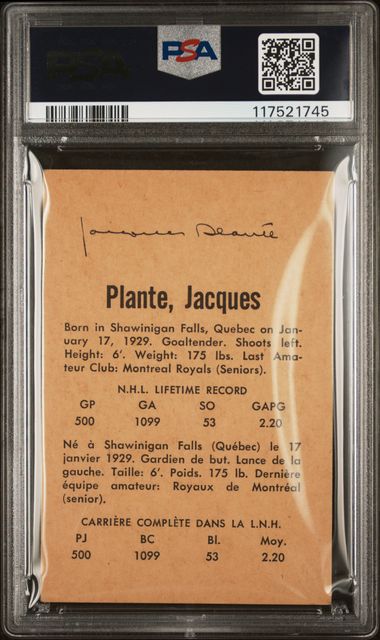 PSA
PSA
117521745
Jacques Plante
Plante, Jacques
Born in Shawinigan Falls, Quebec on Jan-
uary 17, 1929. Goaltender. Shoots left.
Height: 6'. Weight: 175 lbs. Last Ama-
teur Club: Montreal Royals (Seniors).
N.H.L. LIFETIME RECORD
GP GA SO GAPG
500 1099 53 2.20
Né à Shawinigan Falls (Québec) le 17
janvier 1929. Gardien de but. Lance de la
gauche. Taille: 6'. Poids. 175 lb. Dernière
équipe amateur: Royaux de Montréal
(senior).
CARRIÈRE COMPLÈTE DANS LA L.N.H.
PJ BC Bl. Moy.
500 1099 53 2.20